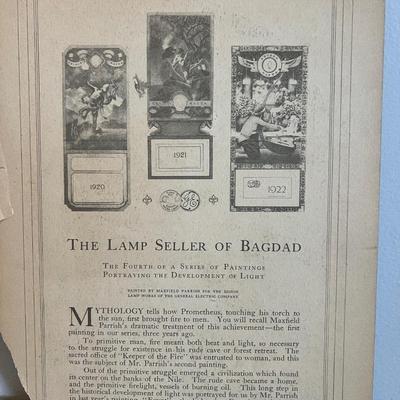 1920
1921
1922
THE LAMP SELLER OF BAGDAD
THE FOURTH OF A SERIES OF PAINTINGS
PORTRAYING THE DEVELOPMENT OF LIGHT
PAINTED BY MAXFIELD PARRISH FOR THE EDISON
LAMP WORKS OF THE GENERAL ELECTRIC COMPANY
MYTHOLOGY tells how Prometheus, touching his torch to
the sun, first brought fire to men. You will recall Maxfield
Parrish's dramatic treatment of this achievement—the first
painting in our series, three years ago.
To primitive man, fire meant both heat and light, so necessary
to the struggle for existence in his rude cave or forest retreat. The
sacred office of "Keeper of the Fire" was entrusted to woman, and this
was the subject of Mr. Parrish's second painting.
Out of the primitive struggle emerged a civilization which found
its center on the banks of the Nile. The rude cave became a home,
and the primitive firelight, vessels of burning oil. This long step in
the historical development of light was portrayed for us by Mr. Parrish
in last year's painting,